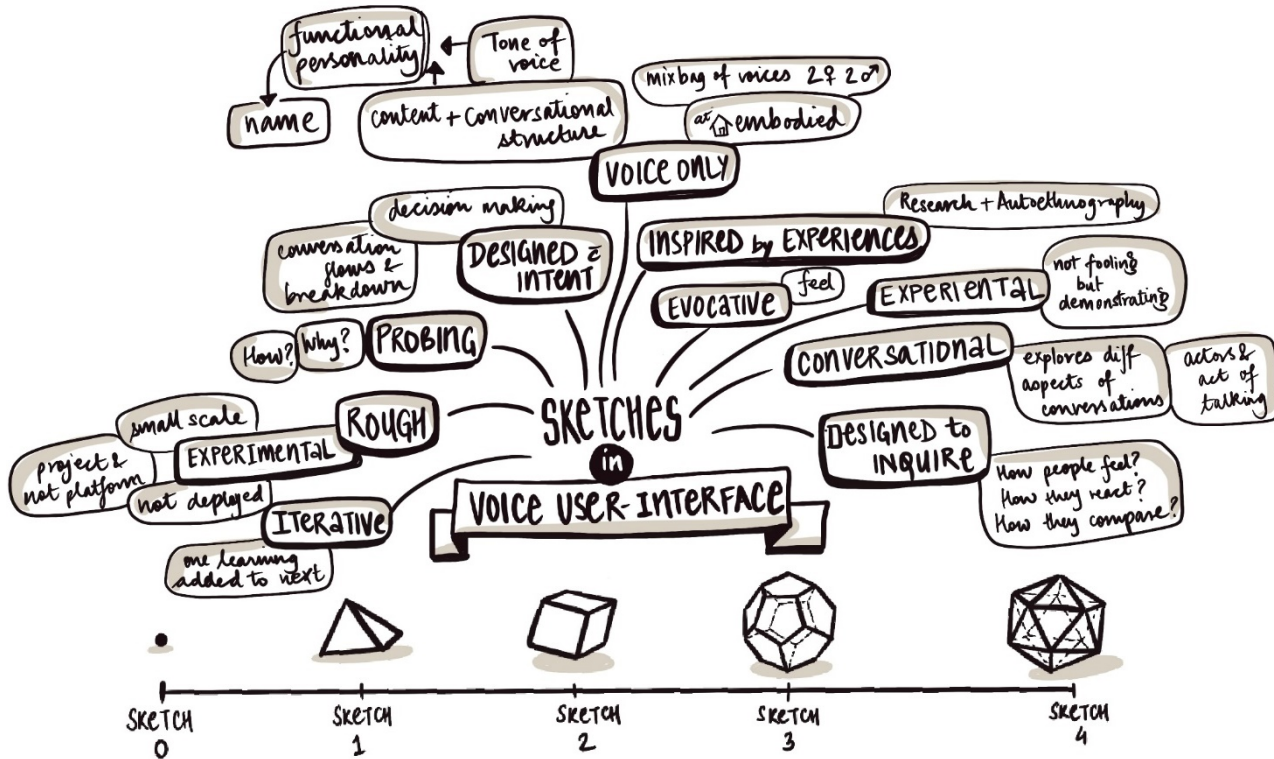 functional
personality
Tone of
voice
name
content + Conversational
structure
mixbag of voices 2♀ 2♂
at embodied
VOICE ONLY
decision making
conversation
flows &
breakdown
DESIGNED c̄
INTENT
Research + Autoethnography
INSPIRED by EXPERIENCES
feel
EVOCATIVE
EXPERIENTAL
not fooling
but
demonstrating
How?
Why?
PROBING
CONVERSATIONAL
explores diff
aspects of
conversations
actors &
act of
talking
small scale
project &
not platform
EXPERIMENTAL
ROUGH
not deployed
ITERATIVE
one learning
added to next
SKETCHES
in
VOICE USER-INTERFACE
DESIGNED to
INQUIRE
How people feel?
How they react?
How they compare?
SKETCH
0
SKETCH
1
SKETCH
2
SKETCH
3
SKETCH
4